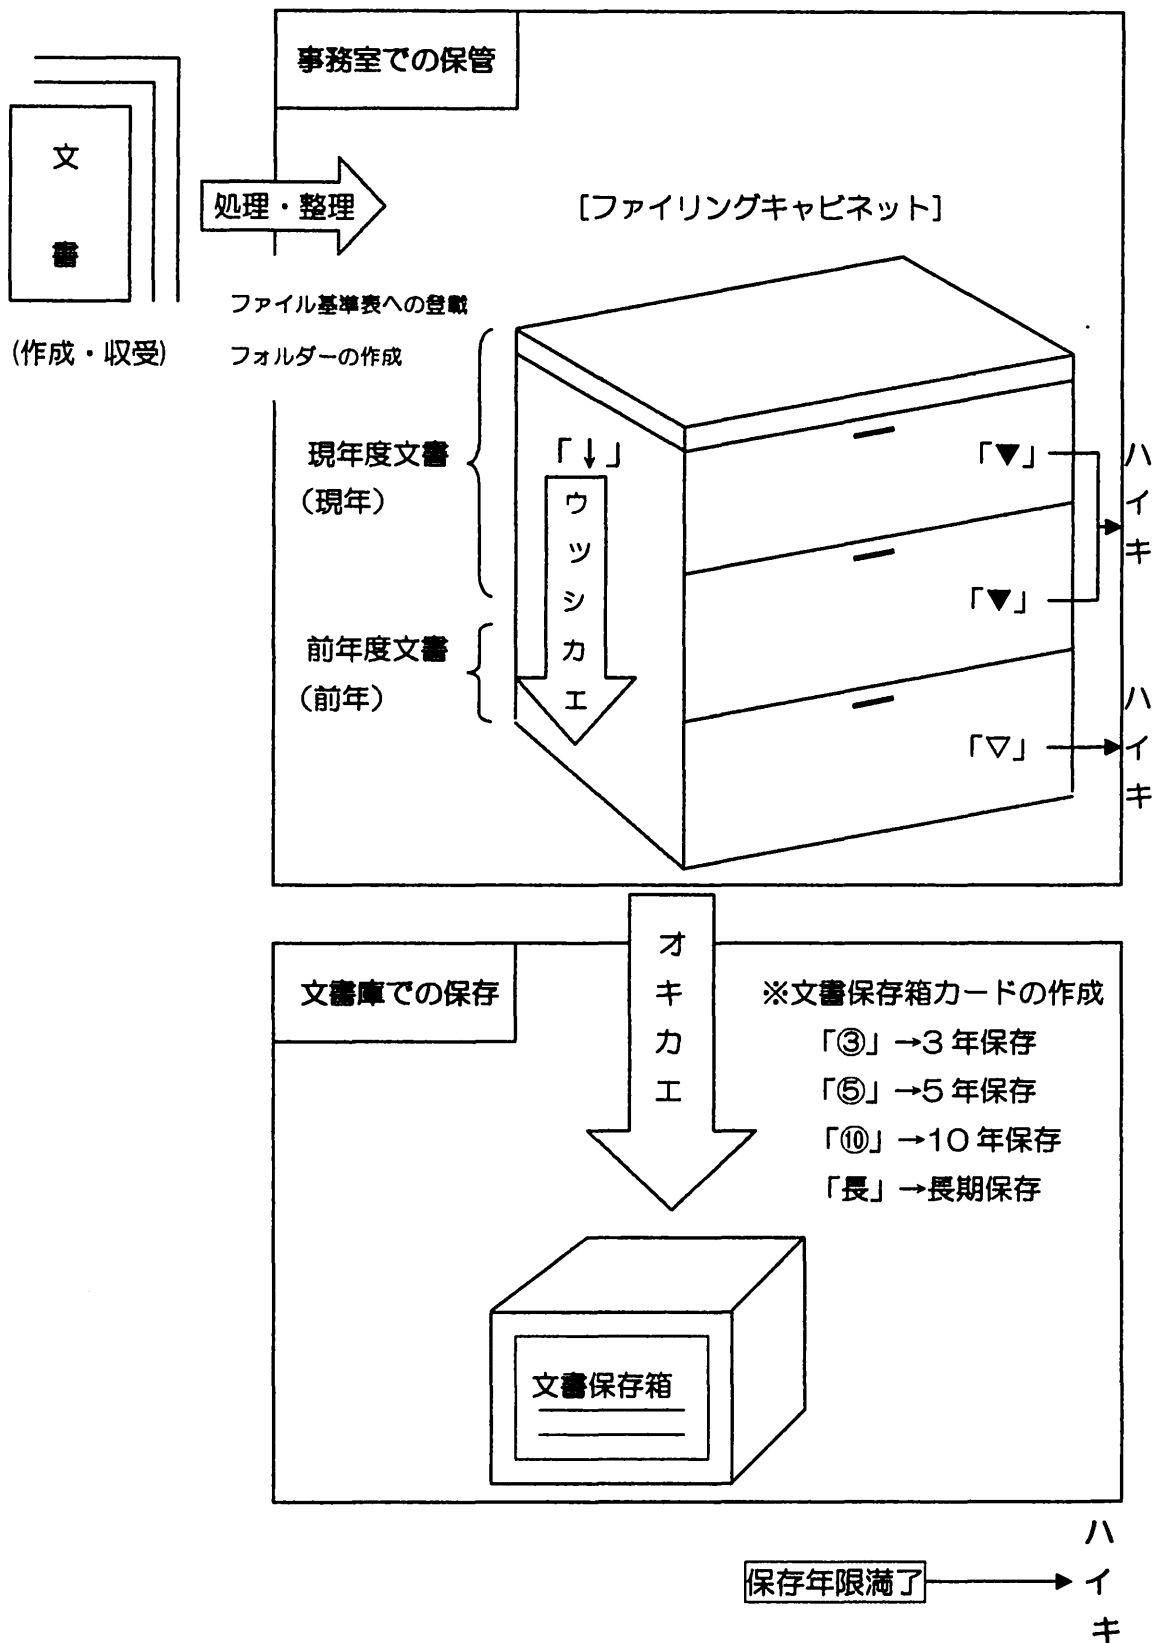 事務室での保管
文書
(作成・収受)
処理・整理
ファイル基準表への登載
フォルダーの作成
[ファイリングキャビネット]
現年度文書
(現年)
前年度文書
(前年)
「↓」
ウッシカエ
「▼」
「▼」
ハイキ
「▽」
ハイキ
オキカエ
文書庫での保存
※文書保存箱カードの作成
「③」→3年保存
「⑤」→5年保存
「⑩」→10年保存
「長」→長期保存
文書保存箱
保存年限満了
ハイキ